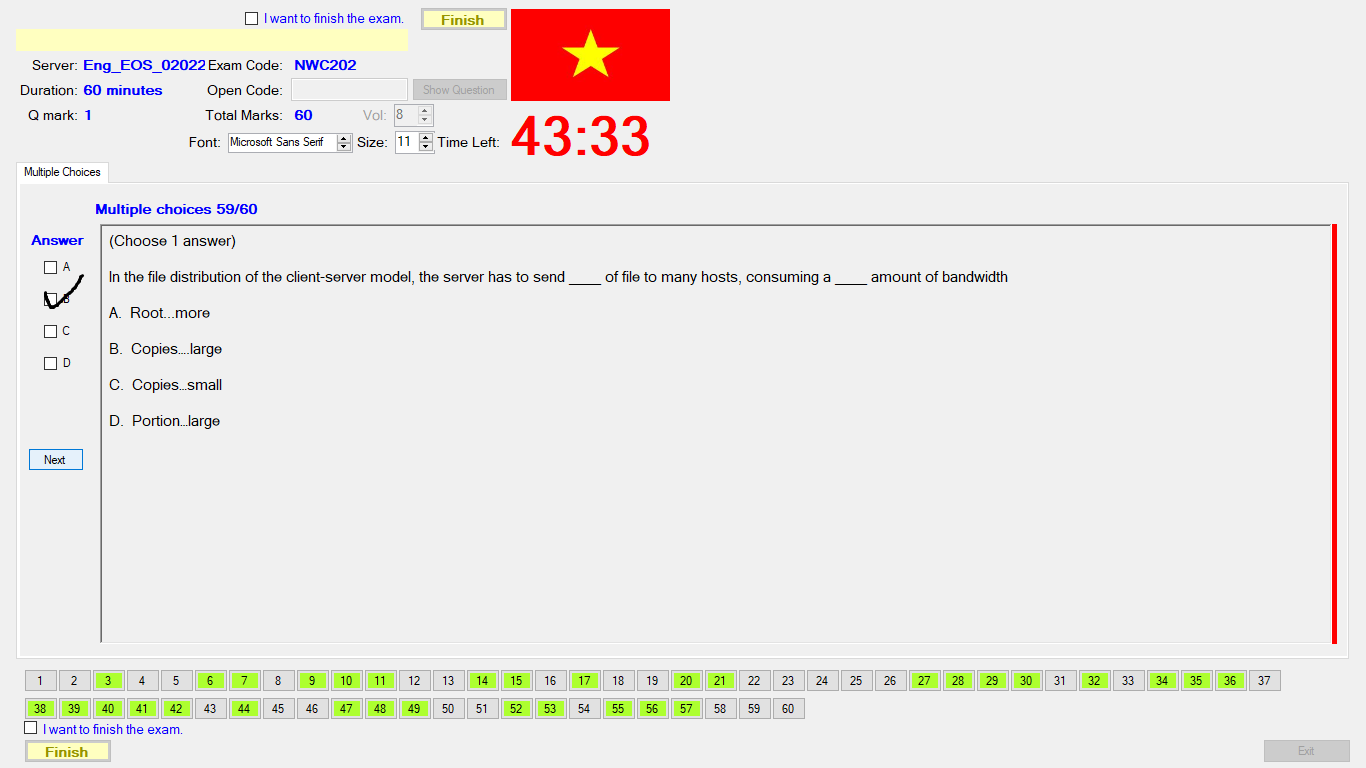 I want to finish the exam. Finish
Server: Eng_EOS_02022 Exam Code: NWC202
Duration: 60 minutes Open Code: Show Question
Q mark: 1 Total Marks: 60 Vol: 8
Font: Microsoft Sans Serif Size: 11 Time Left: 43:33
Multiple Choices
Multiple choices 59/60
Answer
A
B
C
D
Next
(Choose 1 answer)
In the file distribution of the client-server model, the server has to send ____ of file to many hosts, consuming a ____ amount of bandwidth
A. Root...more
B. Copies....large
C. Copies...small
D. Portion...large
1 2 3 4 5 6 7 8 9 10 11 12 13 14 15 16 17 18 19 20 21 22 23 24 25 26 27 28 29 30 31 32 33 34 35 36 37
38 39 40 41 42 43 44 45 46 47 48 49 50 51 52 53 54 55 56 57 58 59 60
I want to finish the exam.
Finish Exit